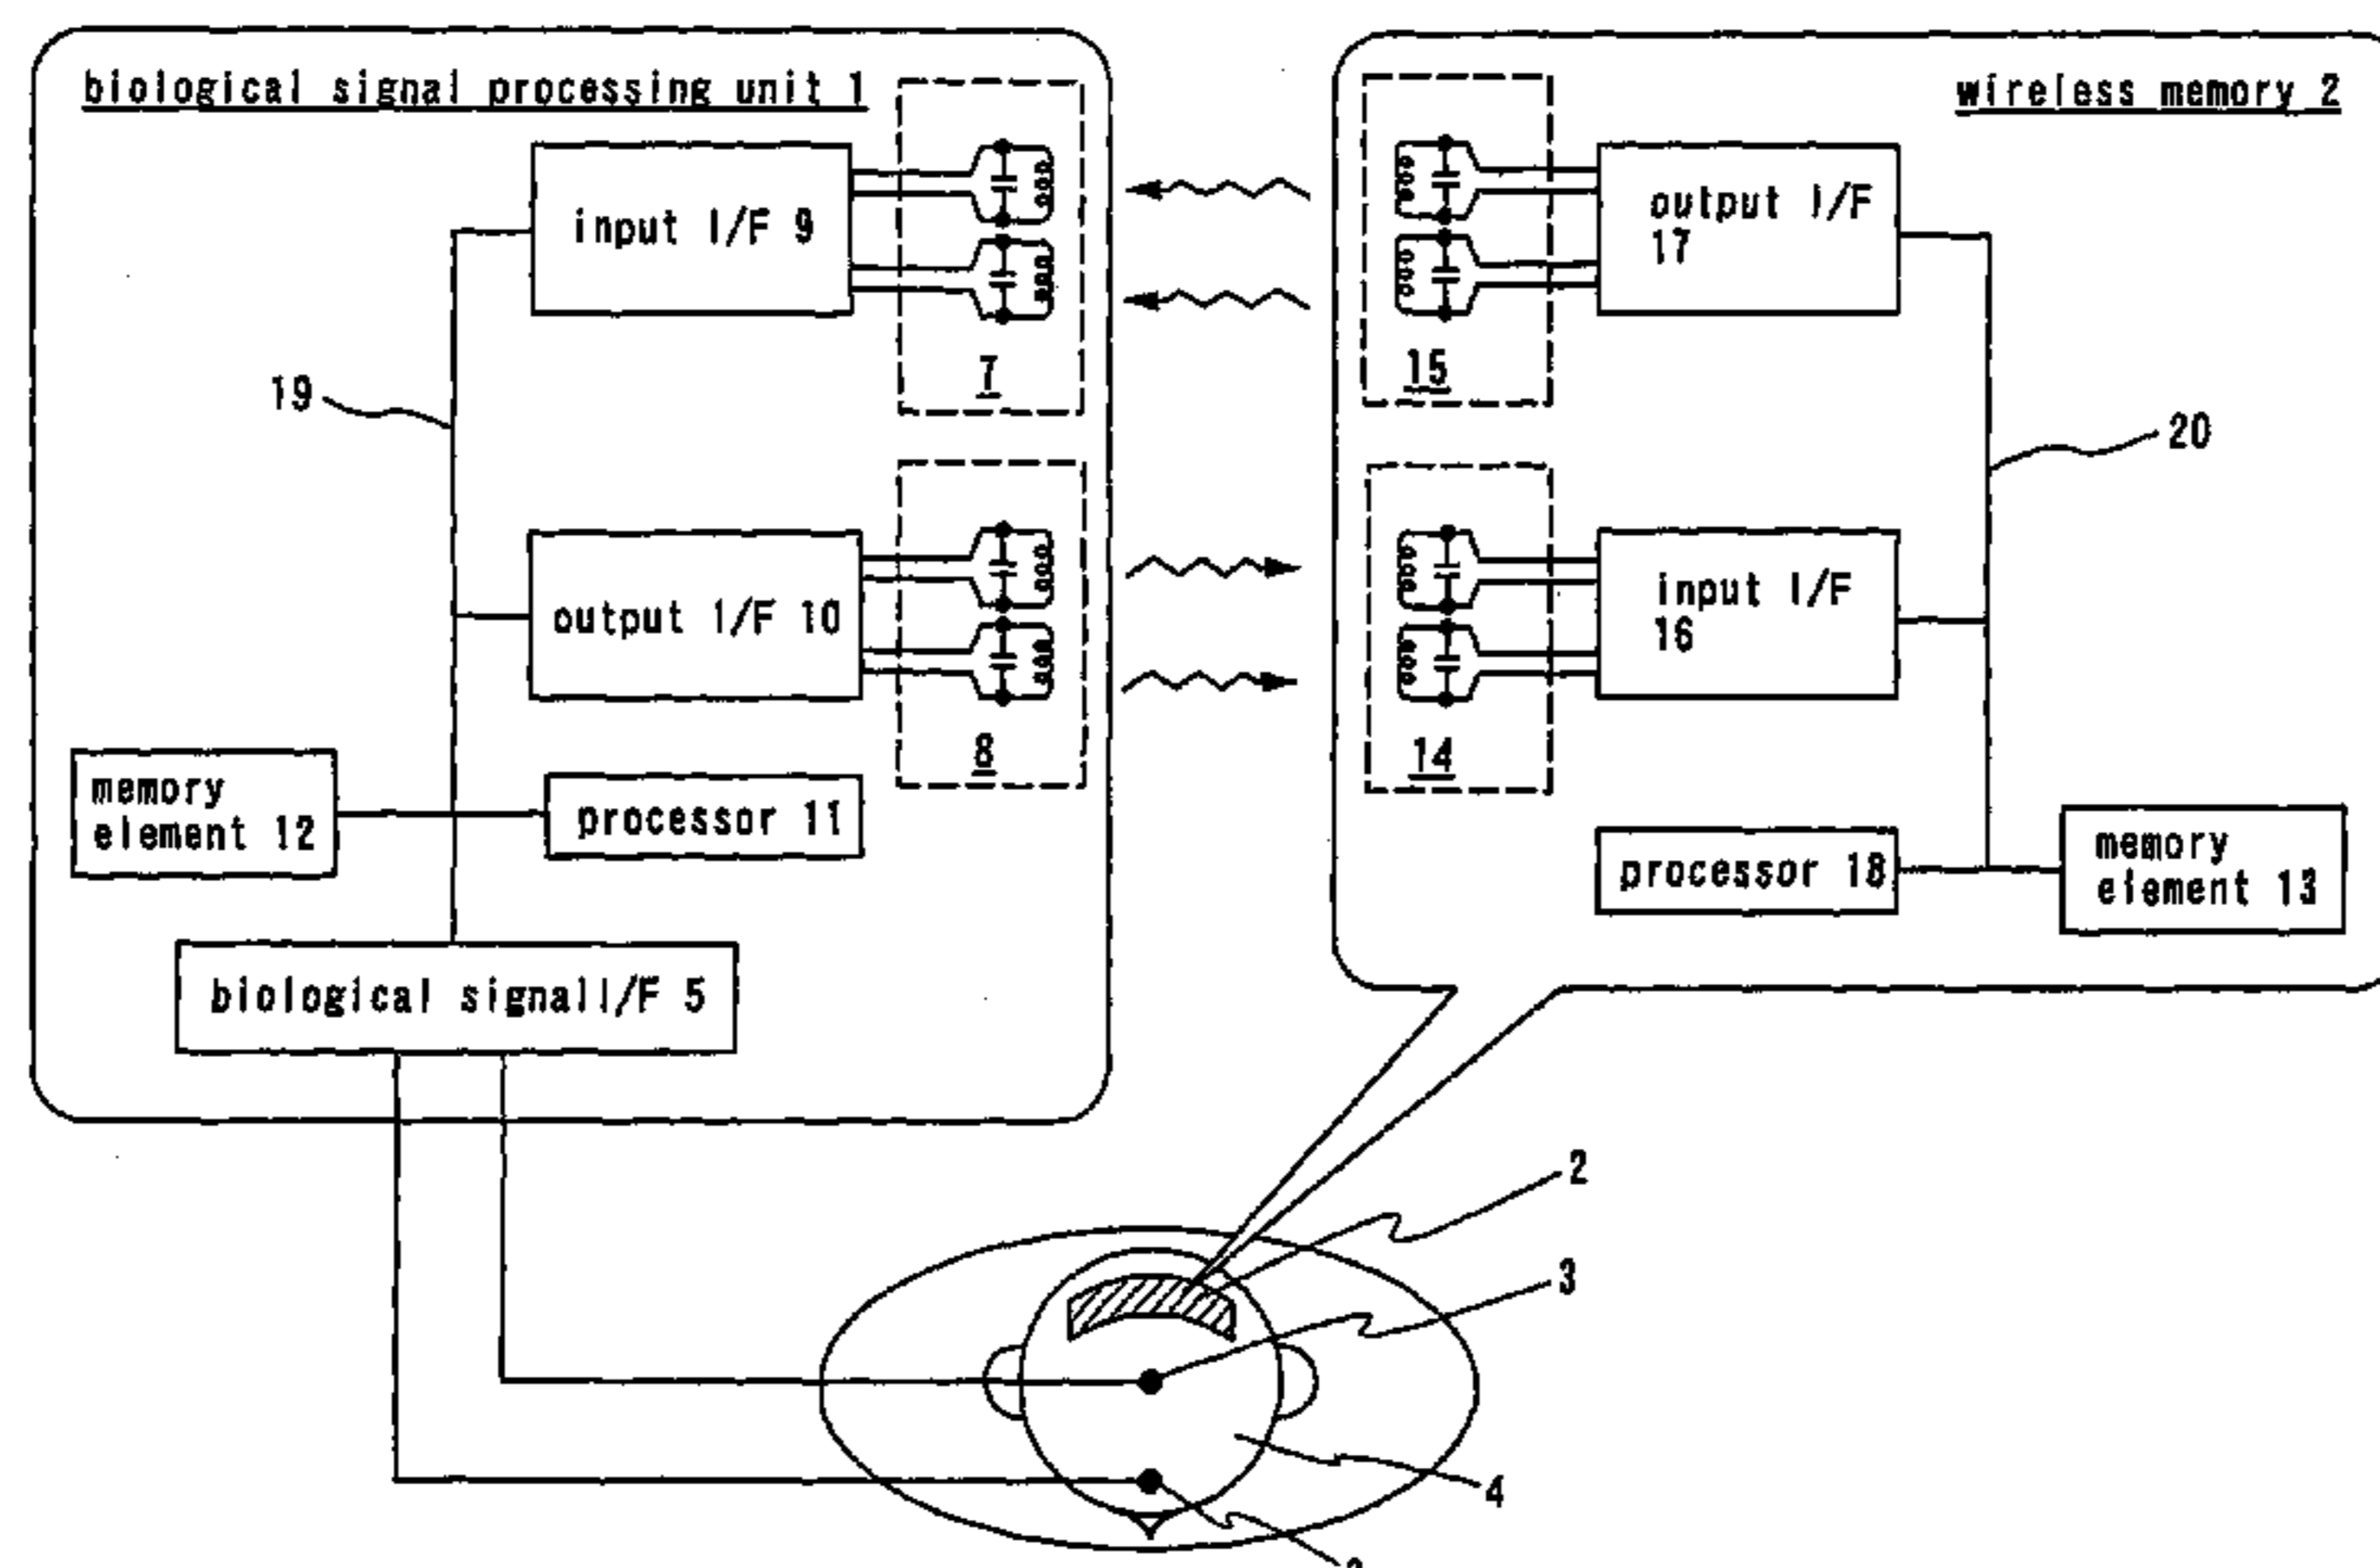 biological signal processing unit 1
wireless memory 2
input I/F 9
output I/F
17
7
15
19
20
output I/F 10
input I/F
16
8
14
memory
element 12
processor 11
processor 18
memory
element 13
biological signalI/F 5
2
3
4